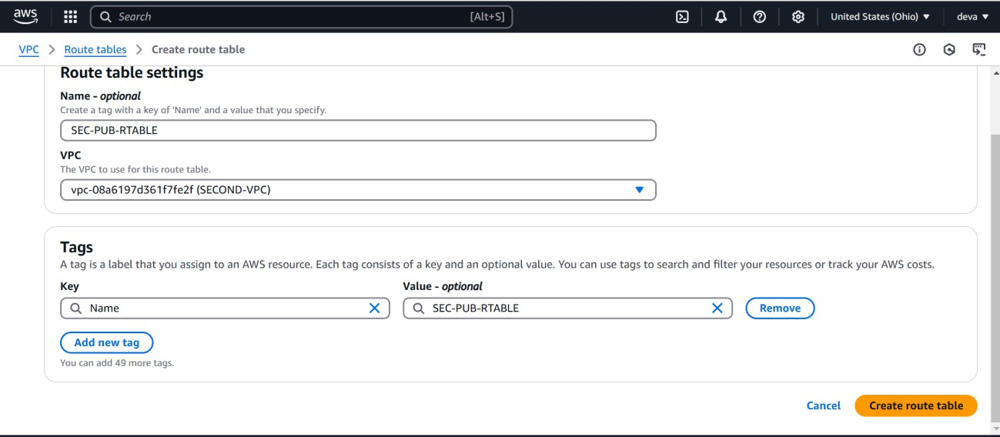 aws
Search [Alt+S] United States (Ohio) deva
VPC > Route tables > Create route table
Route table settings
Name - optional
Create a tag with a key of 'Name' and a value that you specify.
SEC-PUB-RTABLE
VPC
The VPC to use for this route table.
vpc-08a6197d361f7fe2f (SECOND-VPC)
Tags
A tag is a label that you assign to an AWS resource. Each tag consists of a key and an optional value. You can use tags to search and filter your resources or track your AWS costs.
Key Value - optional
Name SEC-PUB-RTABLE Remove
Add new tag
You can add 49 more tags.
Cancel Create route table